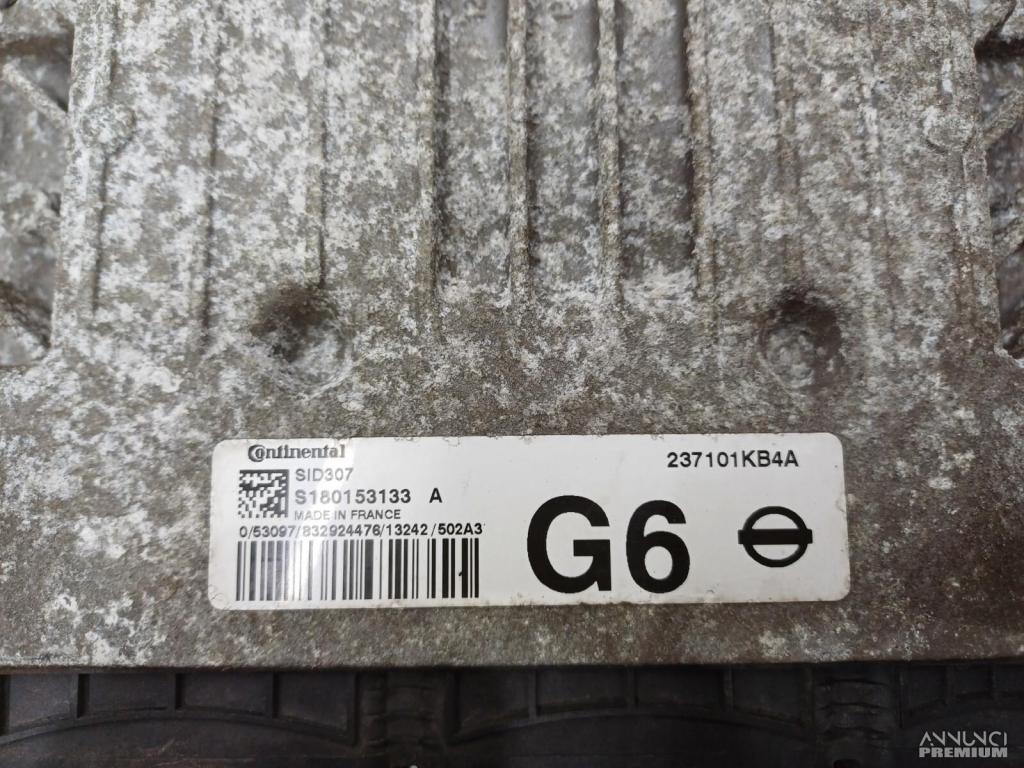 Continental
SID307
S180153133 A
MADE IN FRANCE
0/53097/832924476/13242/502A3
237101KB4A
G6
ANNUNCI
PREMIUM